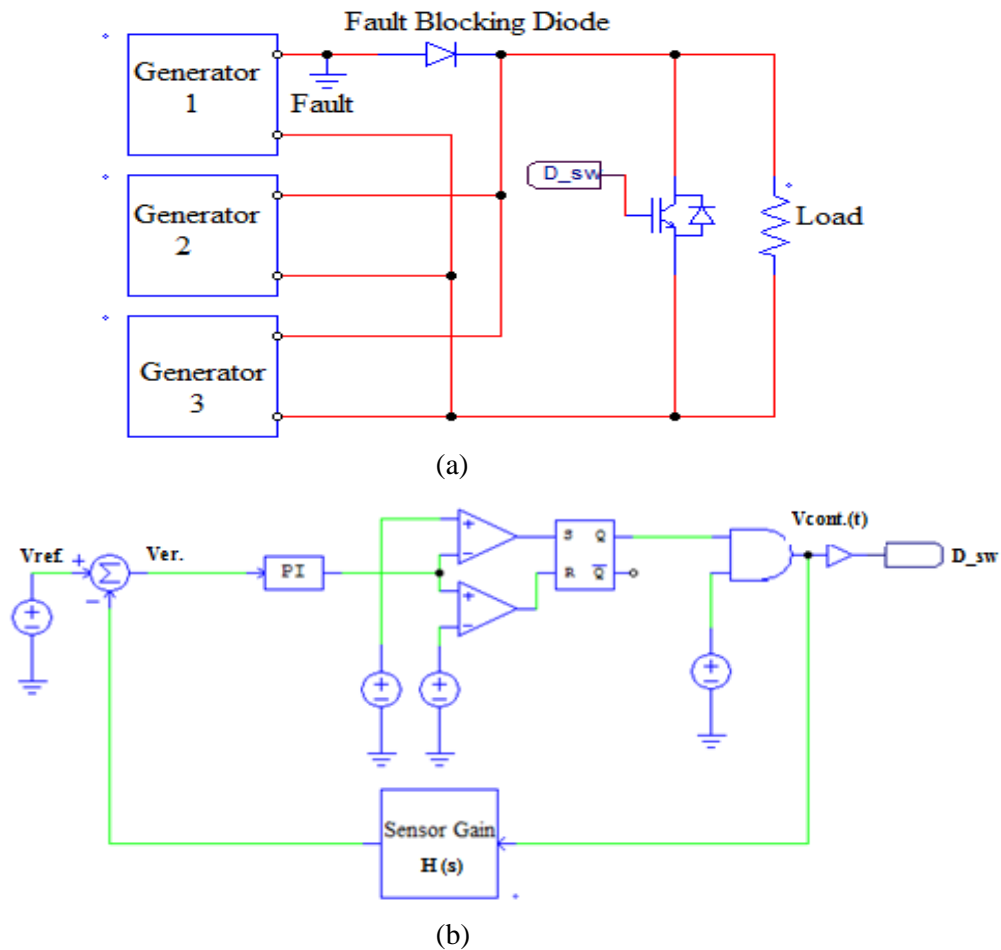 Fault Blocking Diode
Generator
1
Fault
Generator
2
D_sw
Load
Generator
3
(a)
Vcont.(t)
Vref.
Ver.
PI
S Q
R Q
D_sw
Sensor Gain
H(s)
(b)